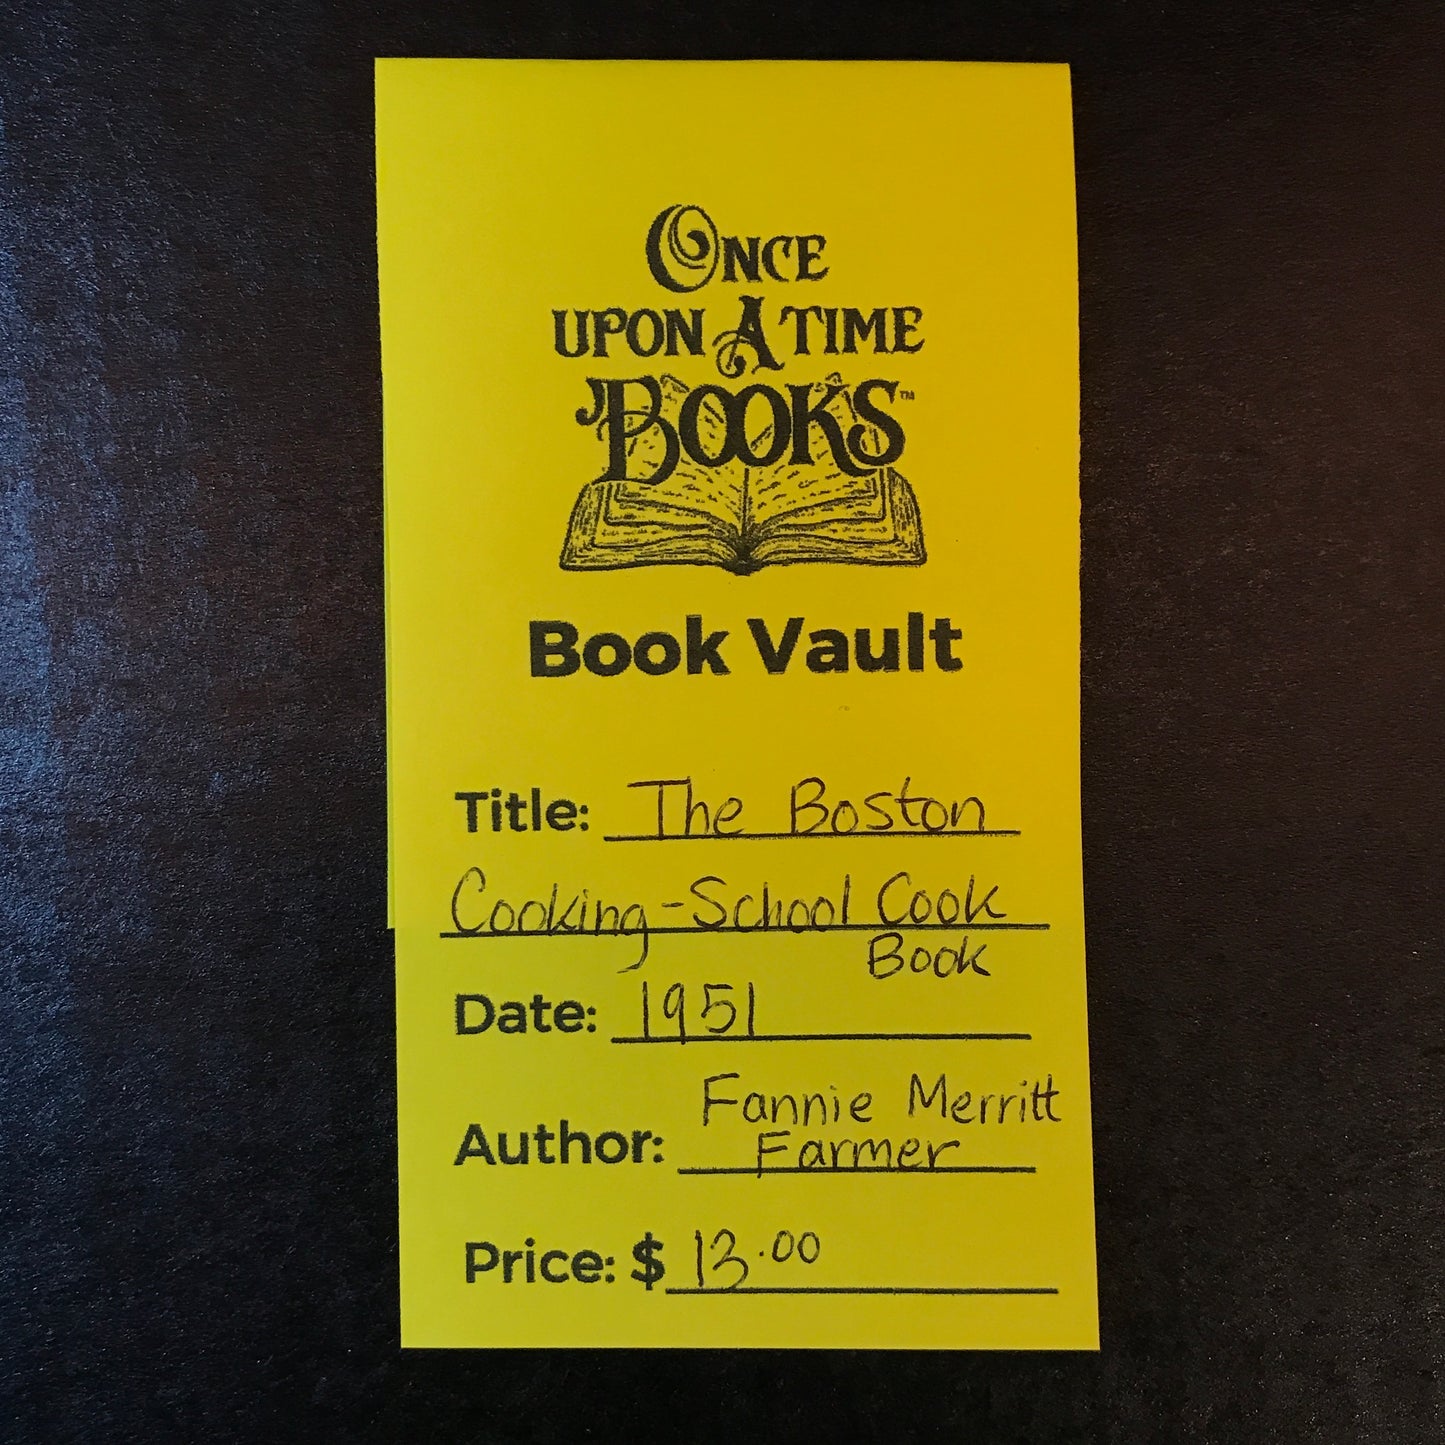 ONCE
UPON A TIME
BOOKS™
Book Vault
Title: The Boston
Cooking-School Cook
Book
Date: 1951
Fannie Merritt
Author: Farmer
Price: $ 13.00